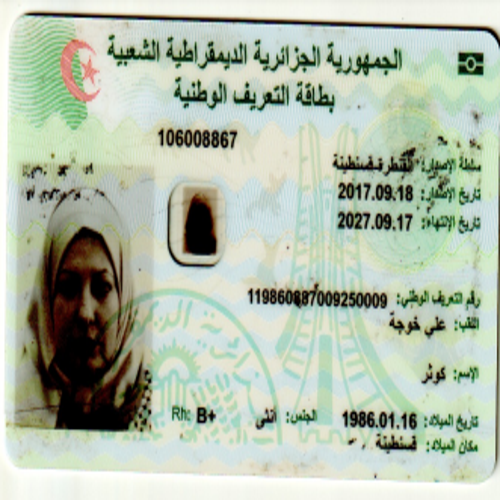 الجمهورية الجزائرية الديمقراطية الشعبية
بطاقة التعريف الوطنية
106008867
سلطة الإصدار: القنطرة-قسنطينة
تاريخ الإصدار: 2017.09.18
تاريخ الإنتهاء: 2027.09.17
رقم التعريف الوطني: 119860887009250009
اللقب: علي خوجة
الإسم: كوثر
تاريخ الميلاد: 1986.01.16 الجنس: أنثى Rh: B+
مكان الميلاد: قسنطينة